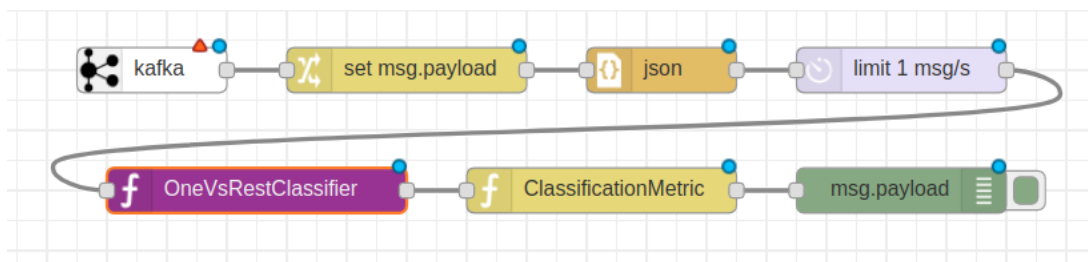 kafka
set msg.payload
json
limit 1 msg/s
OneVsRestClassifier
ClassificationMetric
msg.payload